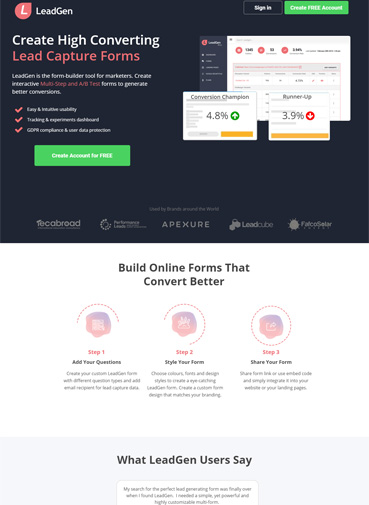 LeadGen
Sign in
Create FREE Account
Create High Converting
Lead Capture Forms
LeadGen is the form-builder tool for marketers. Create
interactive Multi-Step and A/B Test forms to generate
better conversions.
Easy & Intuitive usability
Tracking & experiments dashboard
GDPR compliance & user data protection
Create Account for FREE
Conversion Champion
4.8%
Runner-Up
3.9%
Used by Brands around the World
Tecabroad
Performance
Leads
APEXURE
Leadcube
FalcoSolar
Build Online Forms That
Convert Better
Step 1
Add Your Questions
Create your custom LeadGen form
with different question types and add
email recipient for lead capture data.
Step 2
Style Your Form
Choose colours, fonts and design
styles to create a eye-catching
LeadGen form. Create a custom form
design that matches your branding.
Step 3
Share Your Form
Share form link or use embed code
and simply integrate it into your
website or your landing pages.
What LeadGen Users Say
My search for the perfect lead generating form was finally over
when I found LeadGen. I needed a simple, yet powerful and
highly customizable multi-form.